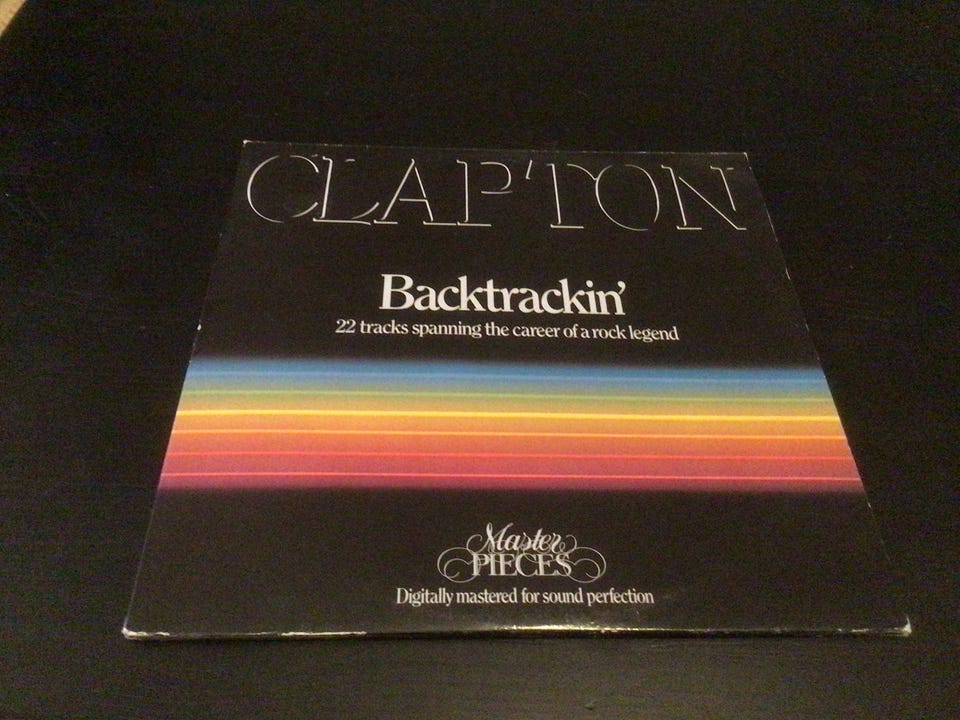 CLAPTON
Backtrackin'
22 tracks spanning the career of a rock legend
Master
PIECES
Digitally mastered for sound perfection